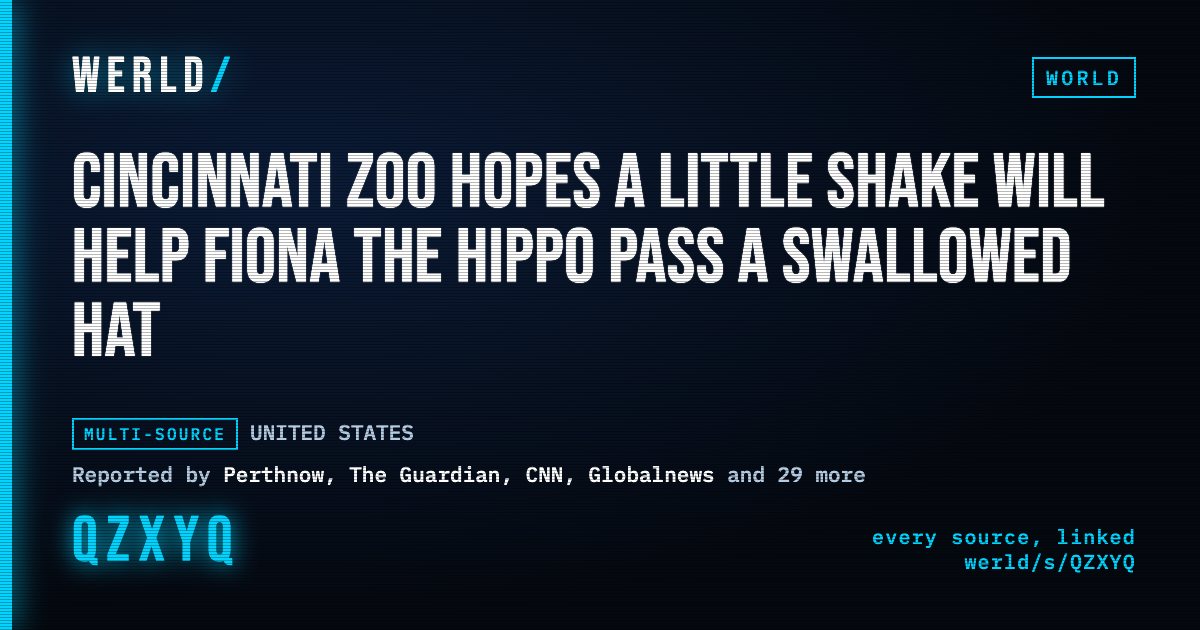 WERLD/
WORLD
CINCINNATI ZOO HOPES A LITTLE SHAKE WILL
HELP FIONA THE HIPPO PASS A SWALLOWED
HAT
MULTI-SOURCE UNITED STATES
Reported by Perthnow, The Guardian, CNN, Globalnews and 29 more
QZXYQ
every source, linked
werld/s/QZXYQ